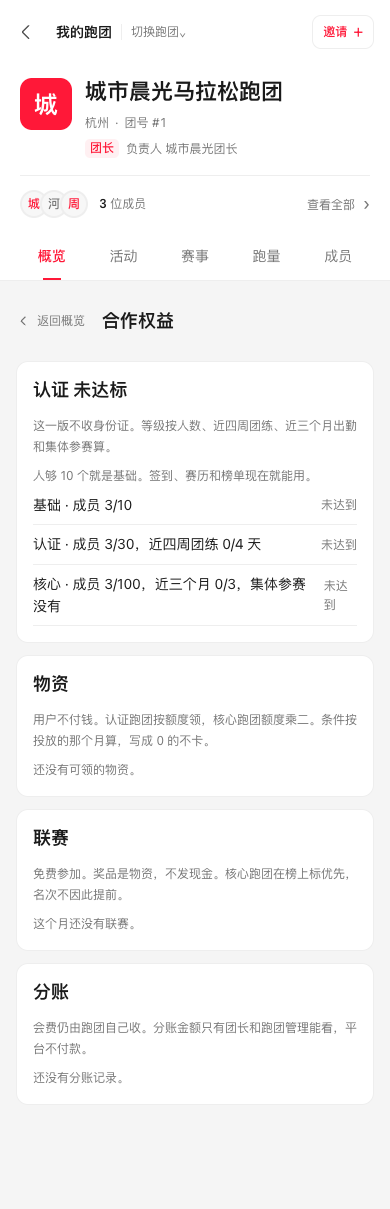 我的跑团 切换跑团 邀请 +
城 城市晨光马拉松跑团
杭州 · 团号 #1
团长 负责人 城市晨光团长
城 河 周 3 位成员 查看全部
概览 活动 赛事 跑量 成员
返回概览 合作权益
认证 未达标
这一版不收身份证。等级按人数、近四周团练、近三个月出勤
和集体参赛算。
人够 10 个就是基础。签到、赛历和榜单现在就能用。
基础 · 成员 3/10 未达到
认证 · 成员 3/30，近四周团练 0/4 天 未达到
核心 · 成员 3/100，近三个月 0/3，集体参赛 未达
没有 到
物资
用户不付钱。认证跑团按额度领，核心跑团额度乘二。条件按
投放的那个月算，写成 0 的不卡。
还没有可领的物资。
联赛
免费参加。奖品是物资，不发现金。核心跑团在榜上标优先，
名次不因此提前。
这个月还没有联赛。
分账
会费仍由跑团自己收。分账金额只有团长和跑团管理能看，平
台不付款。
还没有分账记录。